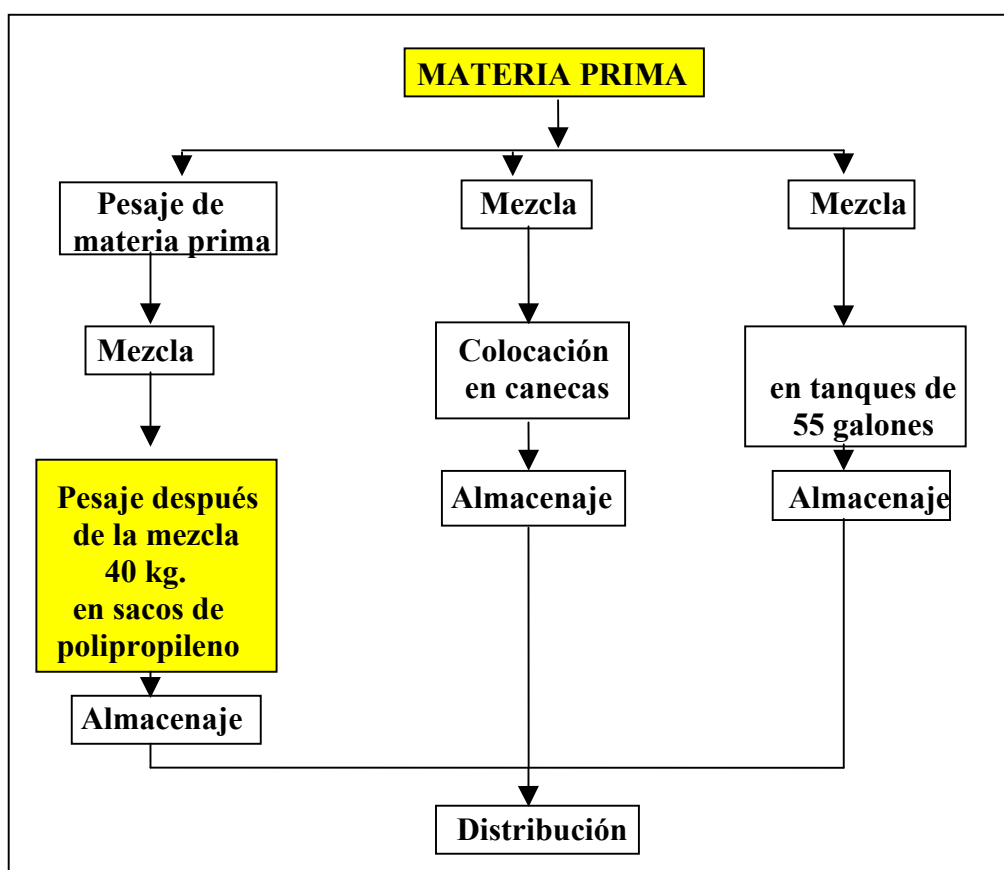 MATERIA PRIMA
Pesaje de
materia prima
Mezcla
Mezcla
Mezcla
Colocación
en canecas
en tanques de
55 galones
Pesaje después
de la mezcla
40 kg.
en sacos de
polipropileno
Almacenaje
Almacenaje
Almacenaje
Distribución